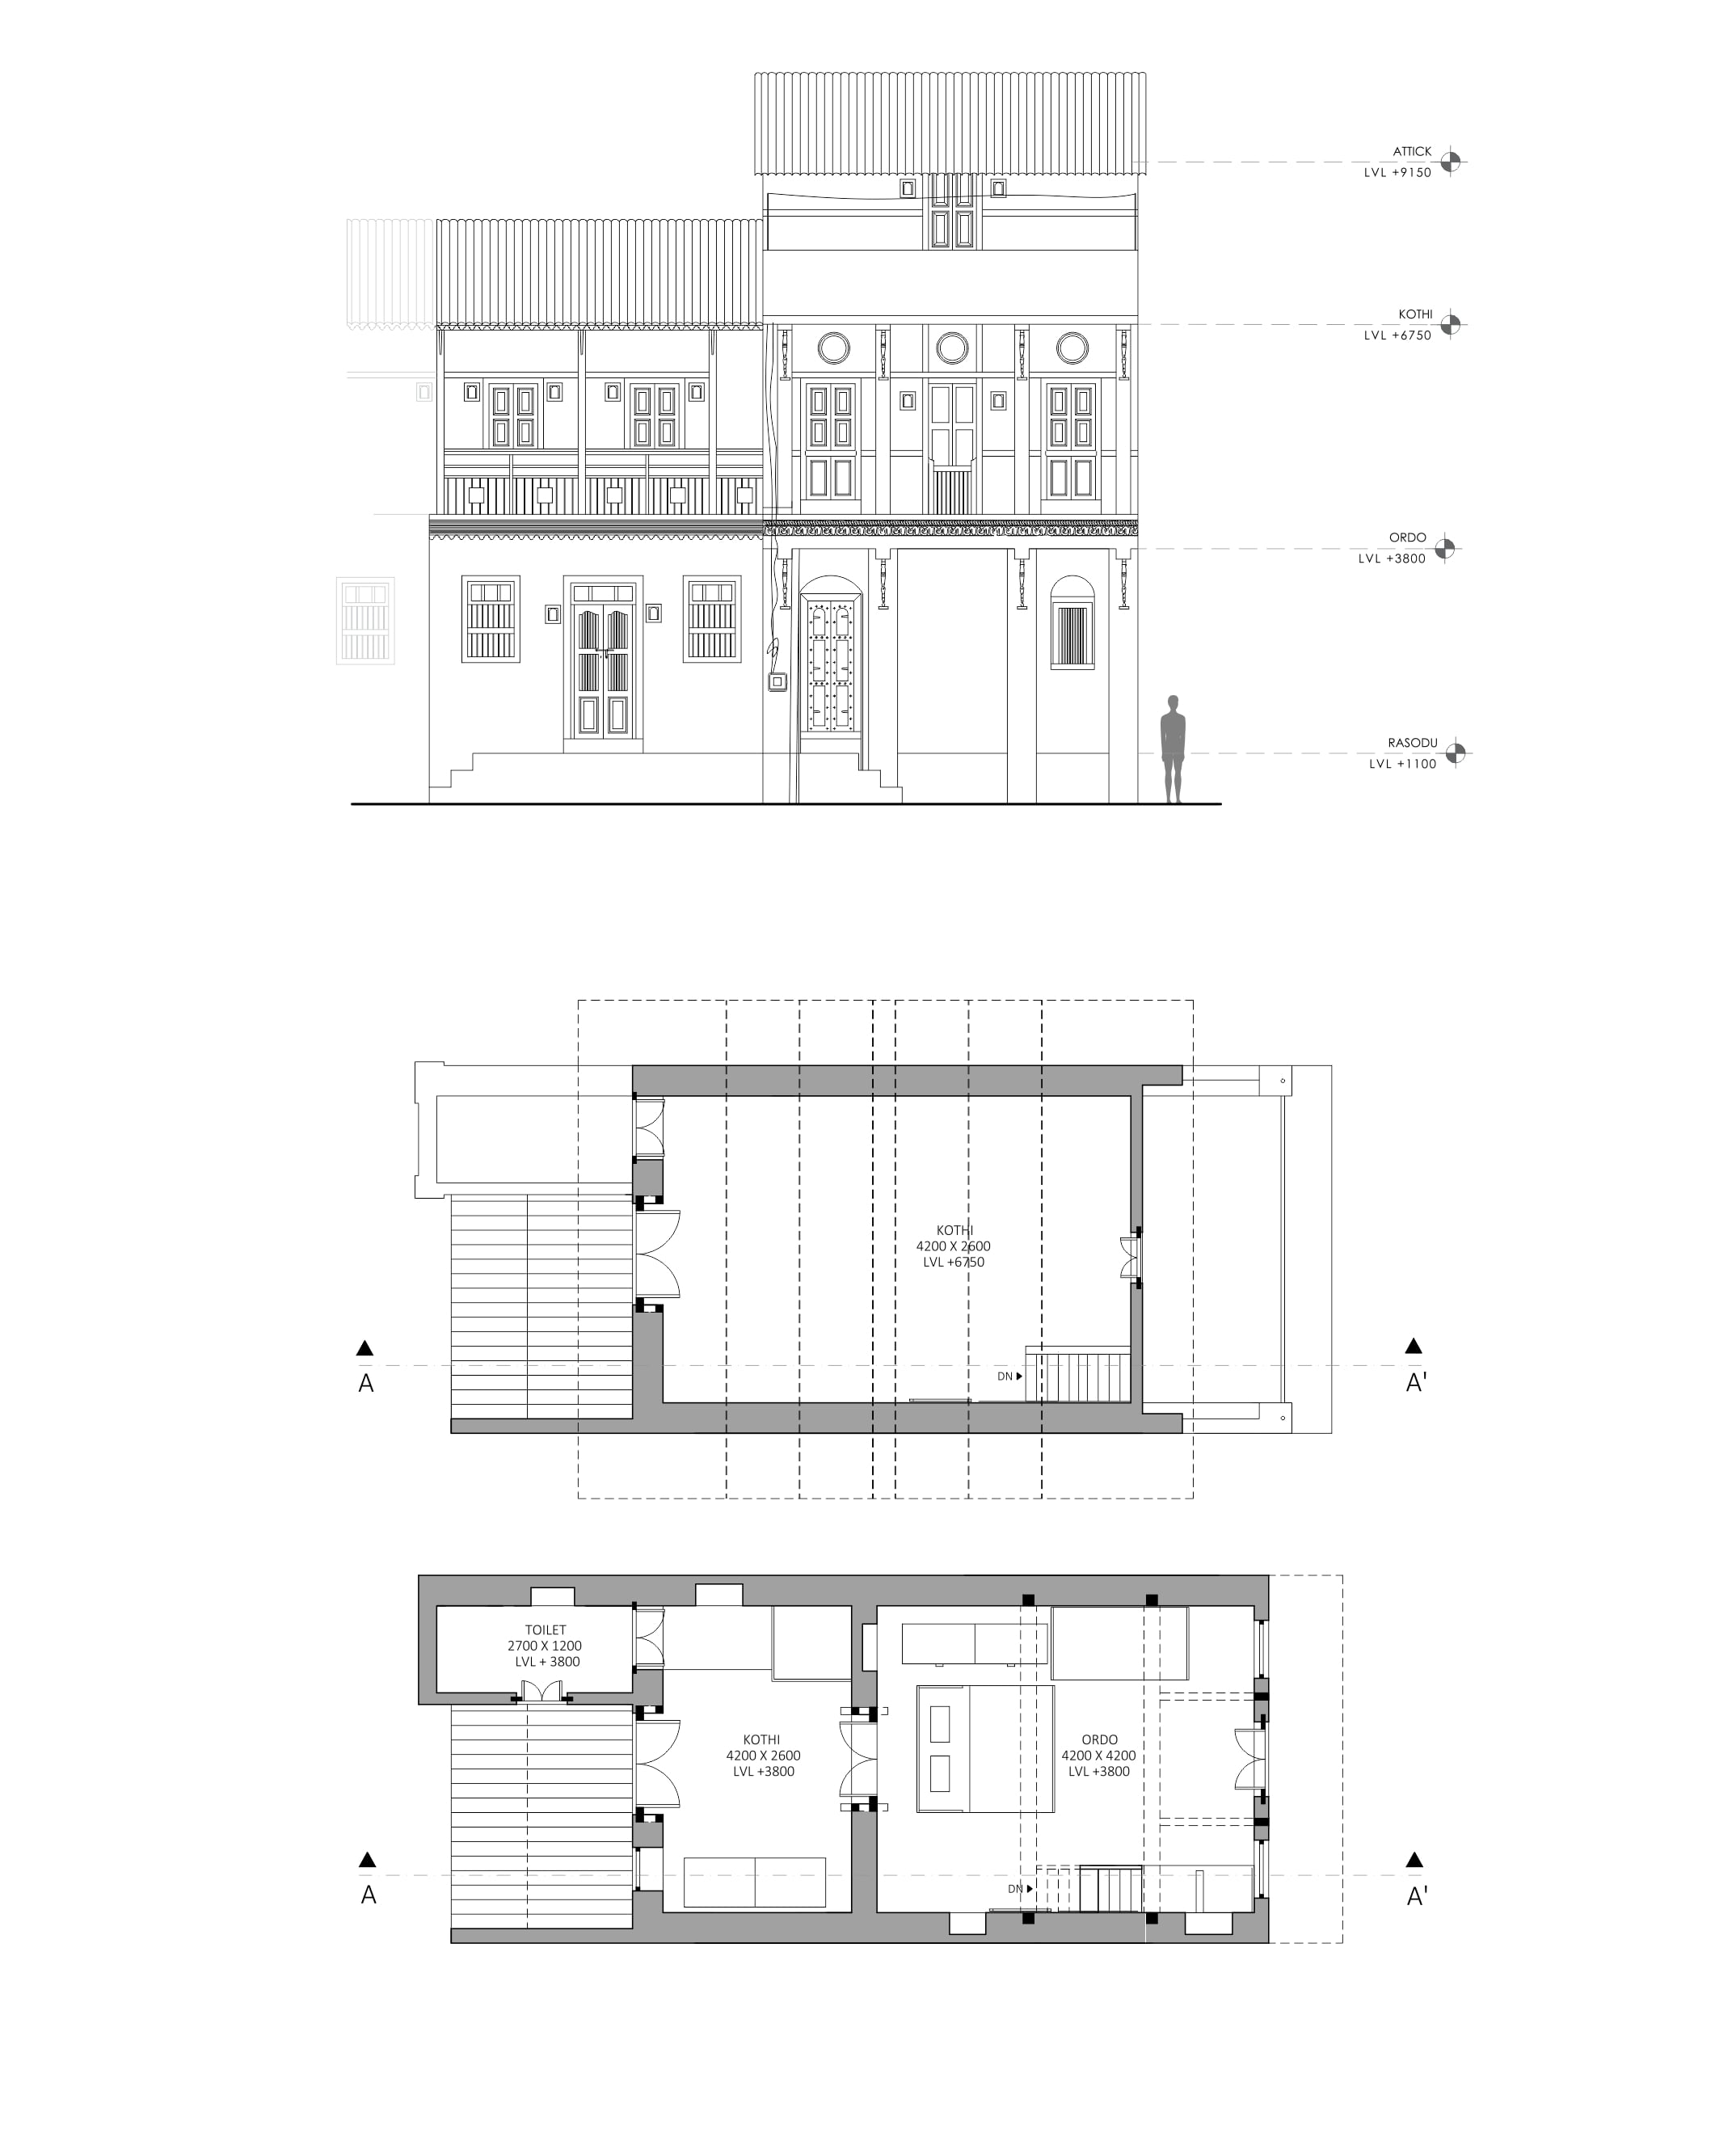 ATTICK
LVL +9150
KOTHI
LVL +6750
ORDO
LVL +3800
RASODU
LVL +1100
KOTHI
4200 X 2600
LVL +6750
DN
A
A'
TOILET
2700 X 1200
LVL + 3800
KOTHI
4200 X 2600
LVL +3800
ORDO
4200 X 4200
LVL +3800
DN
A
A'